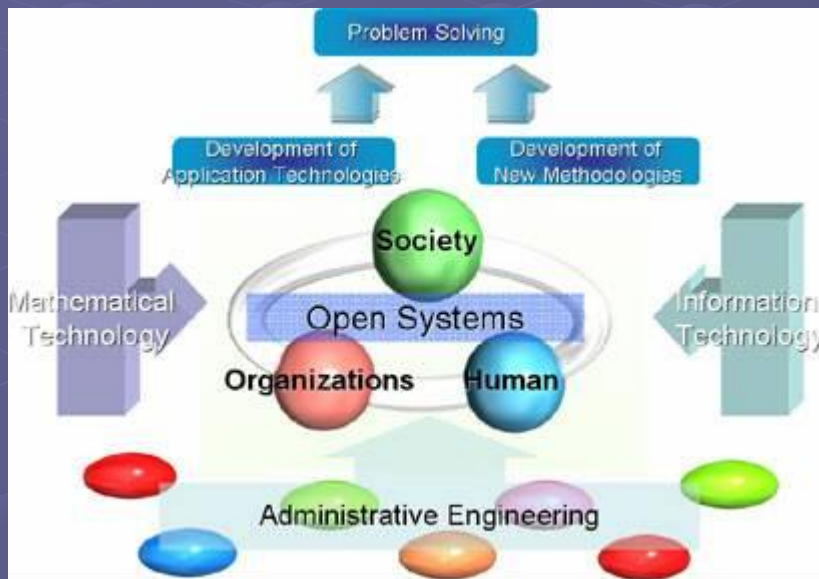 Problem Solving
Development of
Application Technologies
Development of
New Methodologies
Society
Mathematical
Technology
Open Systems
Information
Technology
Organizations
Human
Administrative Engineering